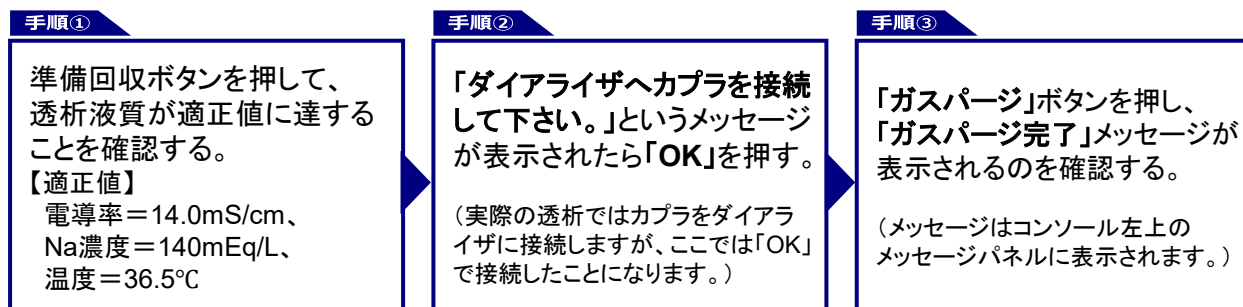 手順①
準備回収ボタンを押して、
透析液質が適正値に達する
ことを確認する。
【適正値】
電導率＝14.0mS/cm、
Na濃度＝140mEq/L、
温度＝36.5℃
手順②
「ダイアライザへカプラを接続
して下さい。」というメッセージ
が表示されたら「OK」を押す。
（実際の透析ではカプラをダイアラ
イザに接続しますが、ここでは「OK」
で接続したことになります。）
手順③
「ガスパージ」ボタンを押し、
「ガスパージ完了」メッセージが
表示されるのを確認する。
（メッセージはコンソール左上の
メッセージパネルに表示されます。）